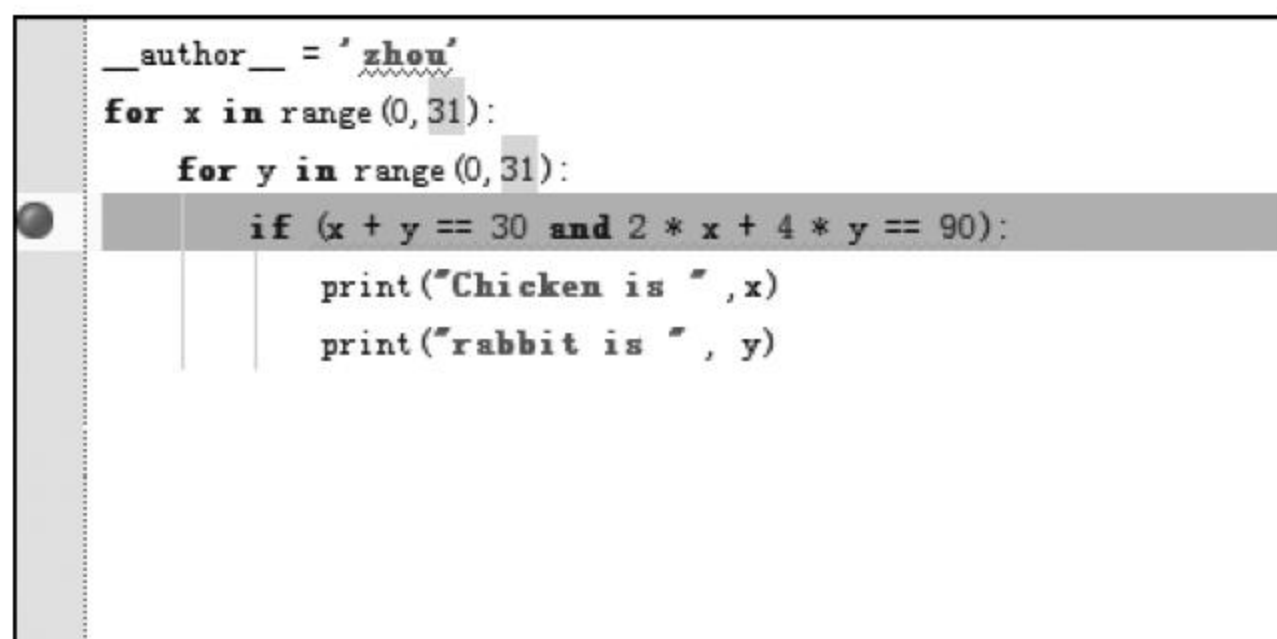 __author__ = 'zhou'
for x in range(0,31):
    for y in range(0,31):
        if (x + y == 30 and 2 * x + 4 * y == 90):
            print("Chicken is " ,x)
            print("rabbit is " , y)